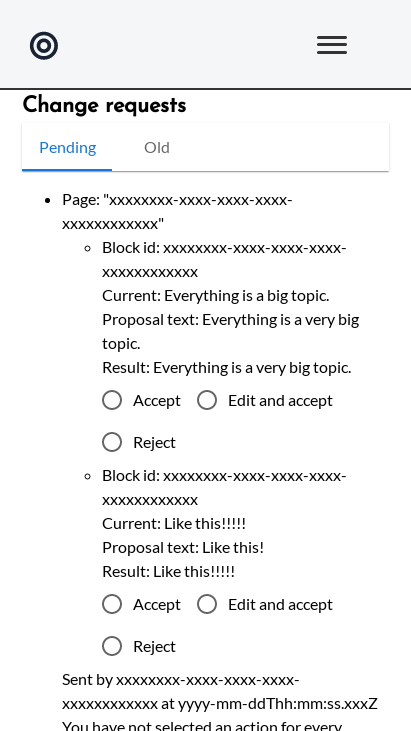 Change requests
Pending Old
Page: "xxxxxxxx-xxxx-xxxx-xxxx-
xxxxxxxxxxxx"
Block id: xxxxxxxx-xxxx-xxxx-xxxx-
xxxxxxxxxxxx
Current: Everything is a big topic.
Proposal text: Everything is a very big
topic.
Result: Everything is a very big topic.
Accept Edit and accept
Reject
Block id: xxxxxxxx-xxxx-xxxx-xxxx-
xxxxxxxxxxxx
Current: Like this!!!!!
Proposal text: Like this!
Result: Like this!!!!!
Accept Edit and accept
Reject
Sent by xxxxxxxx-xxxx-xxxx-xxxx-
xxxxxxxxxxxx at yyyy-mm-ddThh:mm:ss.xxxZ
You have not selected an action for every